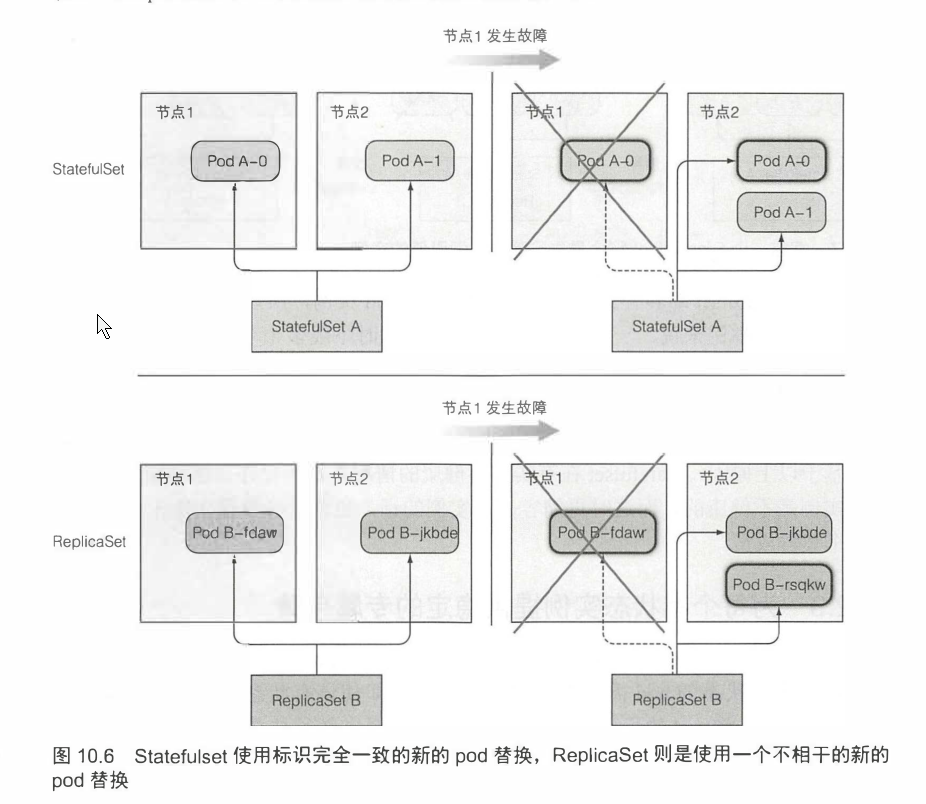 节点1 发生故障
节点1
节点2
节点1
节点2
StatefulSet
Pod A-0
Pod A-1
Pod A-0
Pod A-0
Pod A-1
StatefulSet A
StatefulSet A
节点1 发生故障
节点1
节点2
节点1
节点2
ReplicaSet
Pod B-fdawr
Pod B-jkbde
Pod B-fdawr
Pod B-jkbde
Pod B-rsqkw
ReplicaSet B
ReplicaSet B
图 10.6 Statefulset 使用标识完全一致的新的 pod 替换，ReplicaSet 则是使用一个不相干的新的
pod 替换